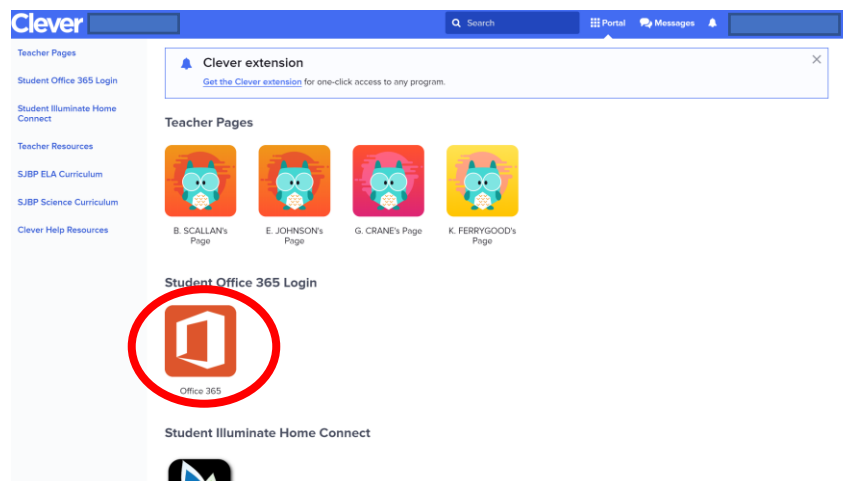 Clever
Search
Portal
Messages
Teacher Pages
Student Office 365 Login
Student Illuminate Home
Connect
Teacher Resources
SJBP ELA Curriculum
SJBP Science Curriculum
Clever Help Resources
Clever extension
Get the Clever extension for one-click access to any program.
Teacher Pages
B. SCALLAN's
Page
E. JOHNSON's
Page
G. CRANE's Page
K. FERRYGOOD's
Page
Student Office 365 Login
Office 365
Student Illuminate Home Connect